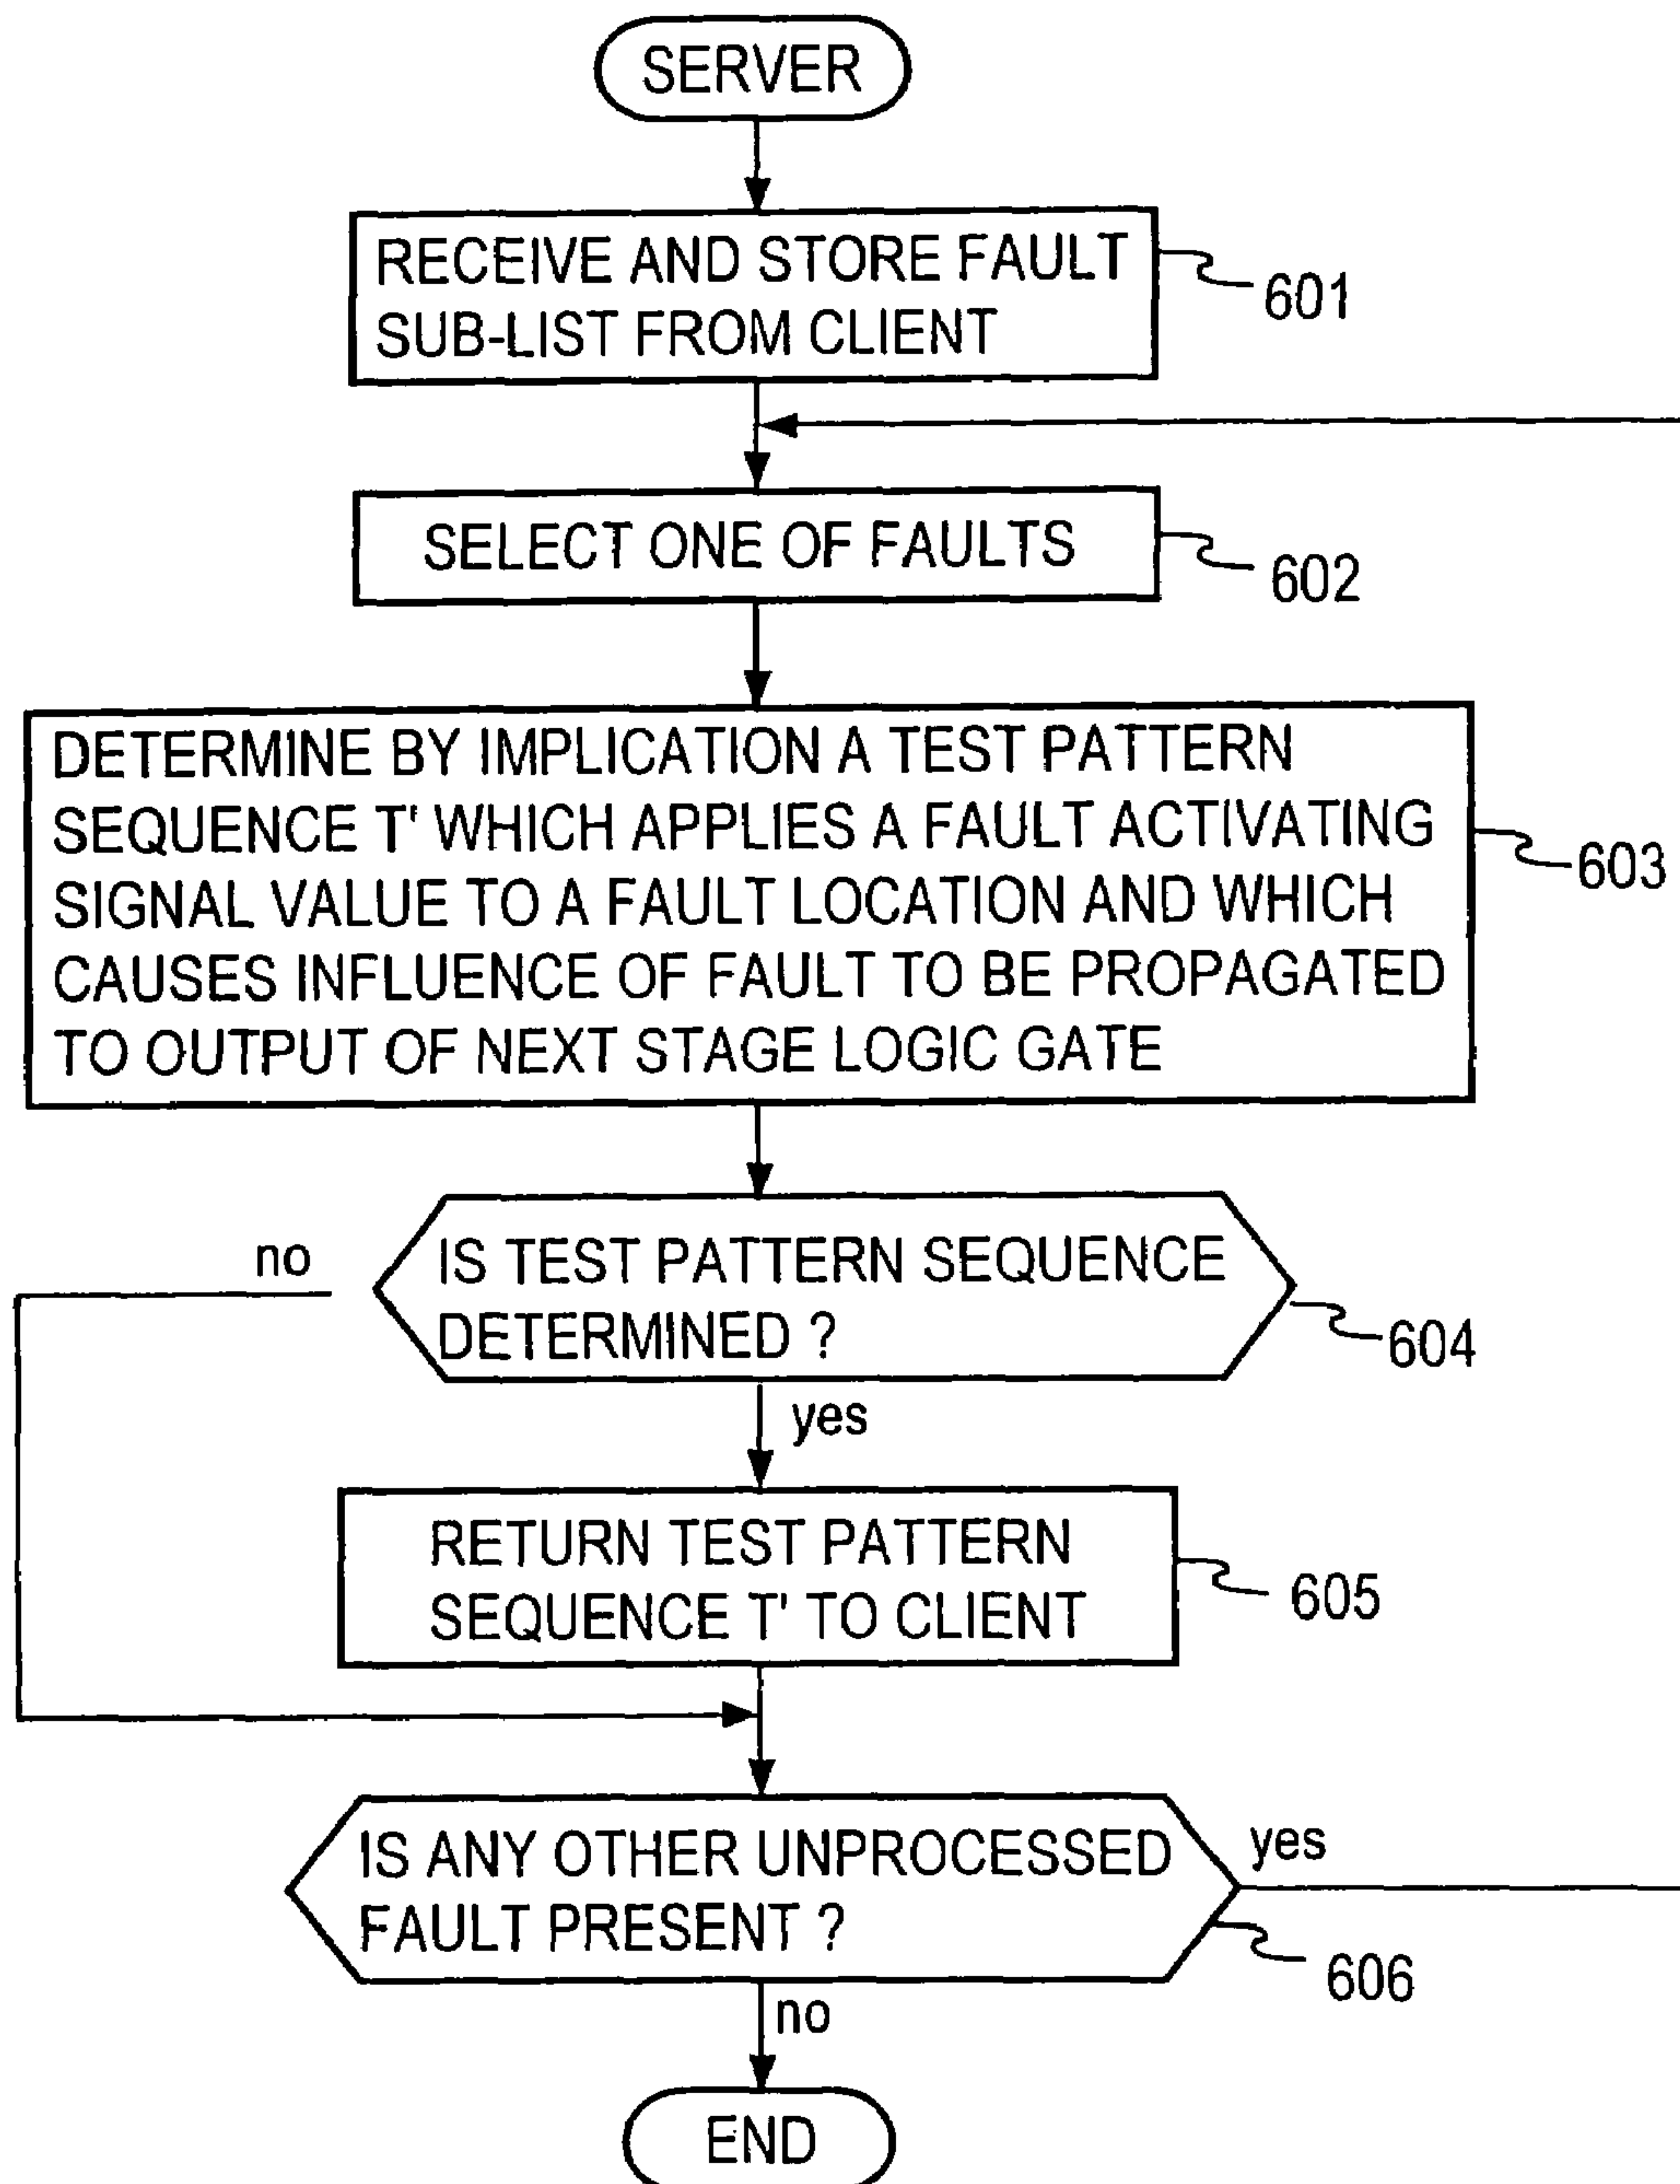 SERVER
RECEIVE AND STORE FAULT
SUB-LIST FROM CLIENT
601
SELECT ONE OF FAULTS
602
DETERMINE BY IMPLICATION A TEST PATTERN
SEQUENCE T' WHICH APPLIES A FAULT ACTIVATING
SIGNAL VALUE TO A FAULT LOCATION AND WHICH
CAUSES INFLUENCE OF FAULT TO BE PROPAGATED
TO OUTPUT OF NEXT STAGE LOGIC GATE
603
no
IS TEST PATTERN SEQUENCE
DETERMINED ?
604
yes
RETURN TEST PATTERN
SEQUENCE T' TO CLIENT
605
IS ANY OTHER UNPROCESSED
FAULT PRESENT ?
yes
606
no
END